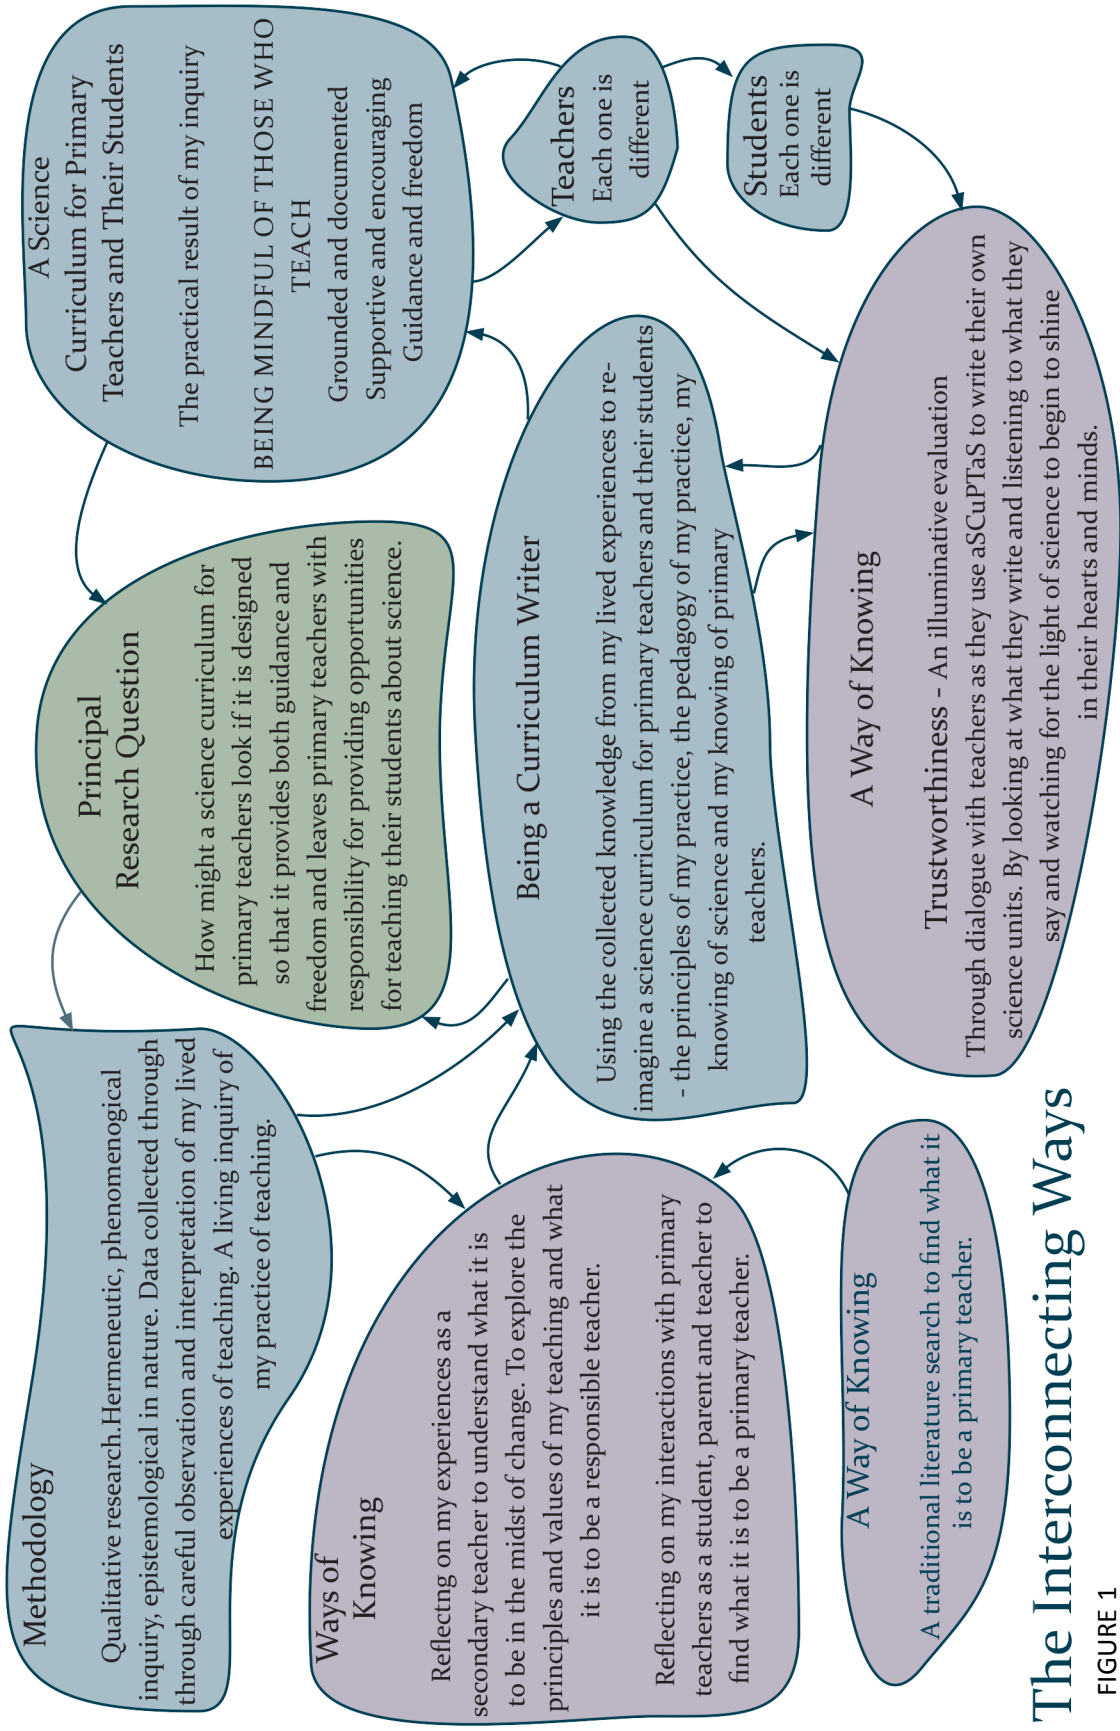 Methodology
Qualitative research.Hermeneutic, phenomenogical
inquiry, epistemological in nature. Data collected through
through careful observation and interpretation of my lived
experiences of teaching. A living inquiry of
my practice of teaching.
Principal
Research Question
How might a science curriculum for
primary teachers look if it is designed
so that it provides both guidance and
freedom and leaves primary teachers with
responsibility for providing opportunities
for teaching their students about science.
A Science
Curriculum for Primary
Teachers and Their Students
The practical result of my inquiry
BEING MINDFUL OF THOSE WHO
TEACH
Grounded and documented
Supportive and encouraging
Guidance and freedom
Ways of
Knowing
Reflectng on my experiences as a
secondary teacher to understand what it is
to be in the midst of change. To explore the
principles and values of my teaching and what
it is to be a responsible teacher.
Reflecting on my interactions with primary
teachers as a student, parent and teacher to
find what it is to be a primary teacher.
Being a Curriculum Writer
Using the collected knowledge from my lived experiences to re-
imagine a science curriculum for primary teachers and their students
- the principles of my practice, the pedagogy of my practice, my
knowing of science and my knowing of primary
teachers.
Teachers
Each one is
different
Students
Each one is
different
A Way of Knowing
A traditional literature search to find what it
is to be a primary teacher.
A Way of Knowing
Trustworthiness - An illuminative evaluation
Through dialogue with teachers as they use aSCuPTaS to write their own
science units. By looking at what they write and listening to what they
say and watching for the light of science to begin to shine
in their hearts and minds.
The Interconnecting Ways
FIGURE 1